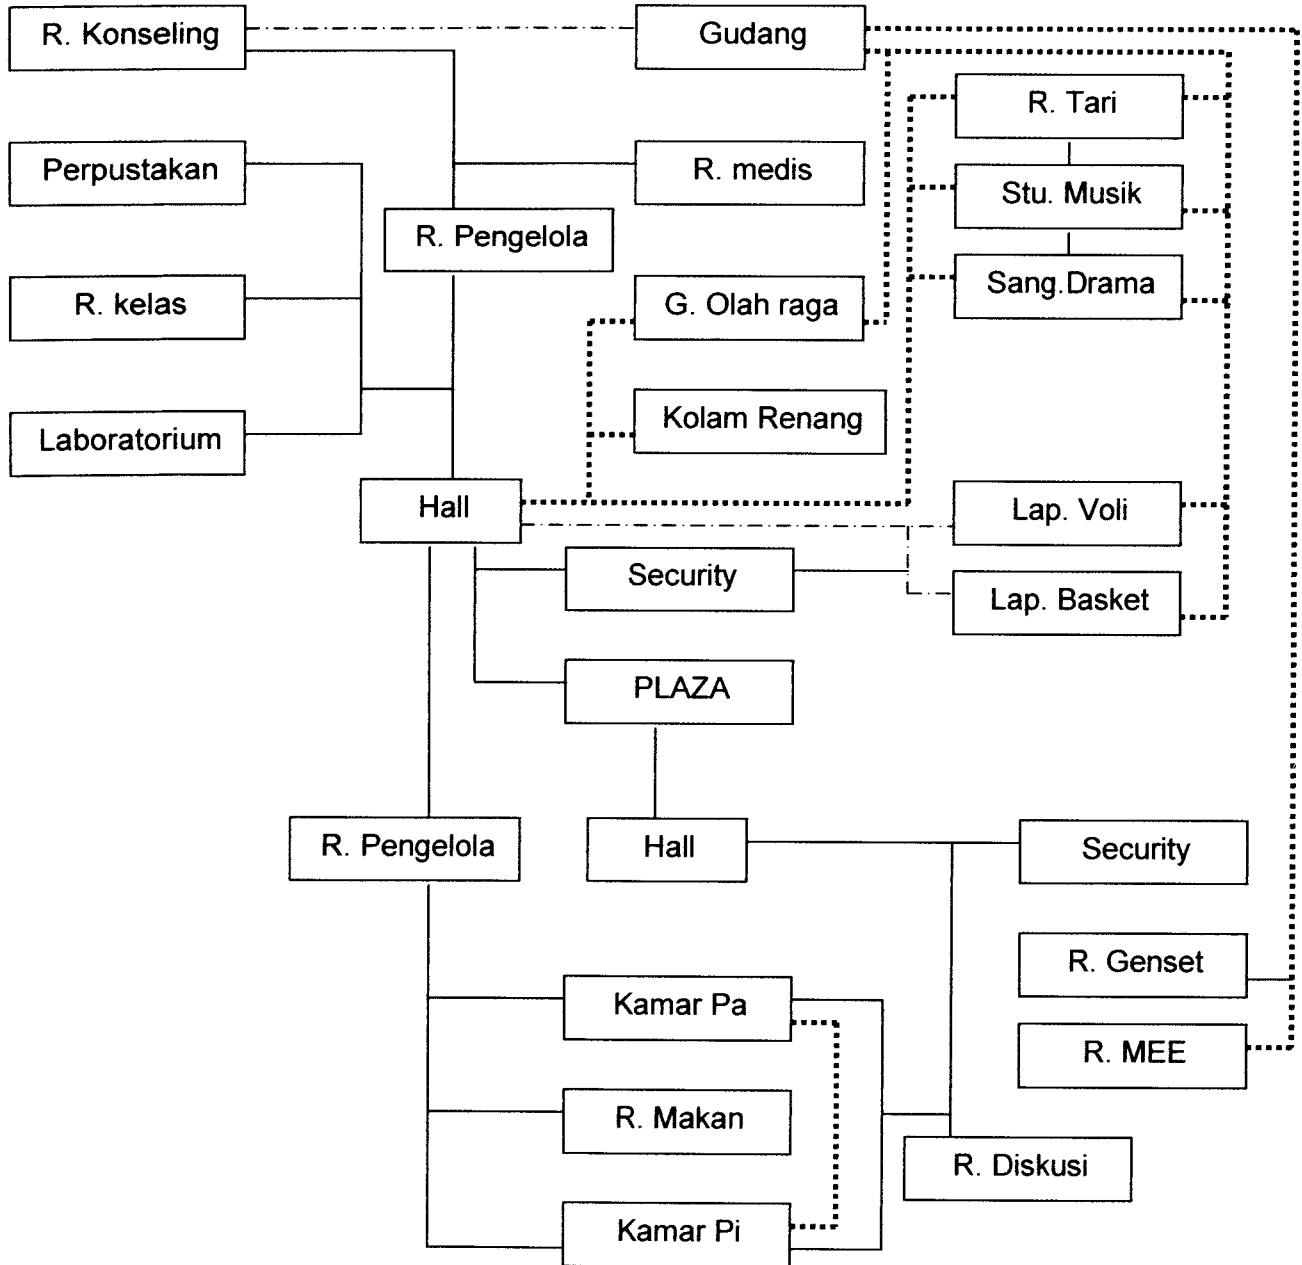 R. Konseling
Gudang
R. Tari
Perpustakan
R. medis
Stu. Musik
R. Pengelola
Sang.Drama
R. kelas
G. Olah raga
Kolam Renang
Laboratorium
Hall
Lap. Voli
Security
Lap. Basket
PLAZA
R. Pengelola
Hall
Security
R. Genset
Kamar Pa
R. MEE
R. Makan
R. Diskusi
Kamar Pi